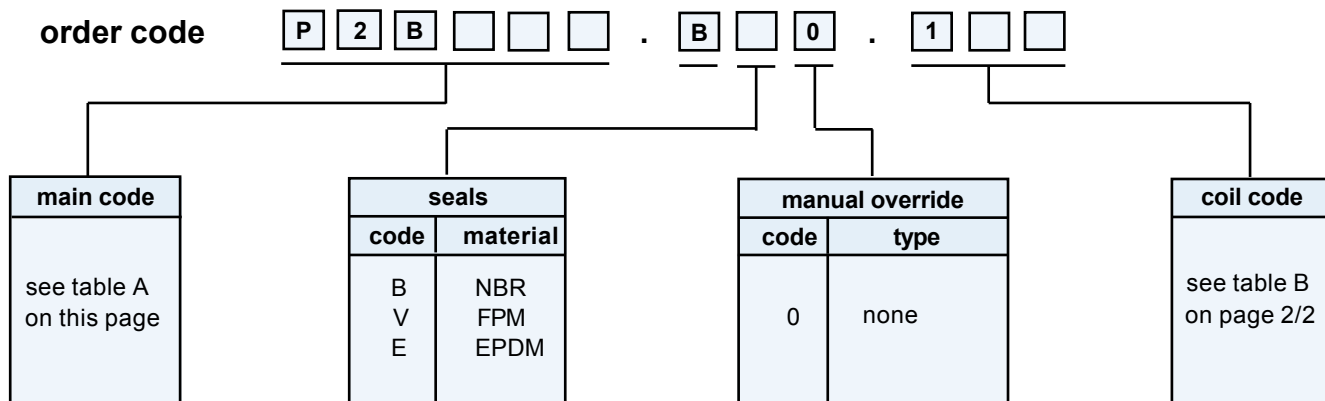 order code P 2 B . B 0 . 1
main code
see table A
on this page
seals
code material
B NBR
V FPM
E EPDM
manual override
code type
0 none
coil code
see table B
on page 2/2